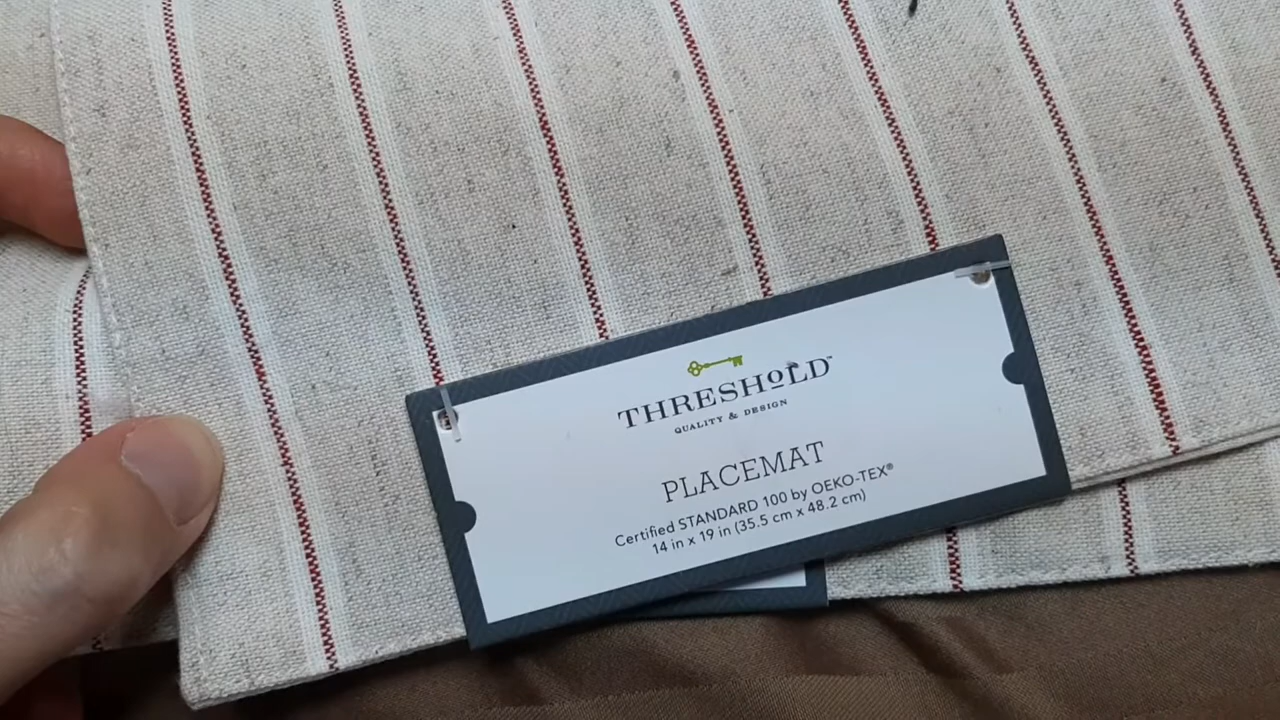 THRESHOLD™
QUALITY & DESIGN
PLACEMAT
Certified STANDARD 100 by OEKO-TEX®
14 in x 19 in (35.5 cm x 48.2 cm)